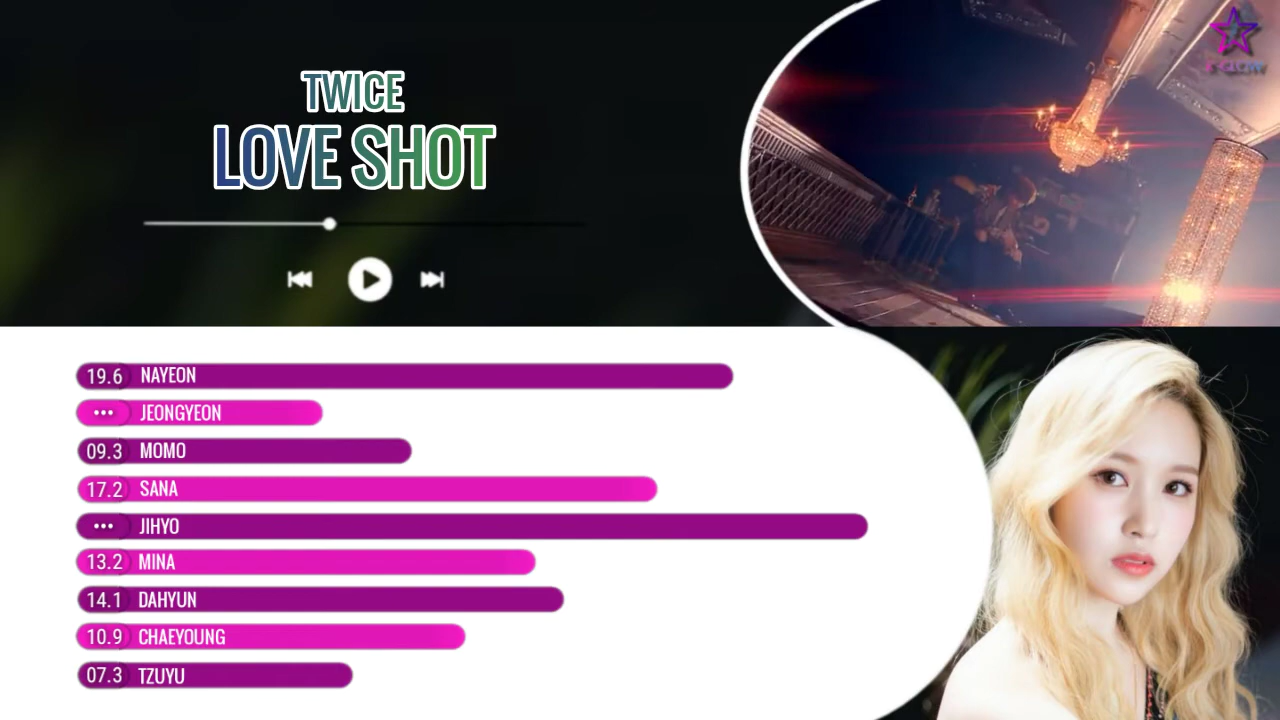 TWICE
LOVE SHOT
19.6 NAYEON
••• JEONGYEON
09.3 MOMO
17.2 SANA
••• JIHYO
13.2 MINA
14.1 DAHYUN
10.9 CHAEYOUNG
07.3 TZUYU